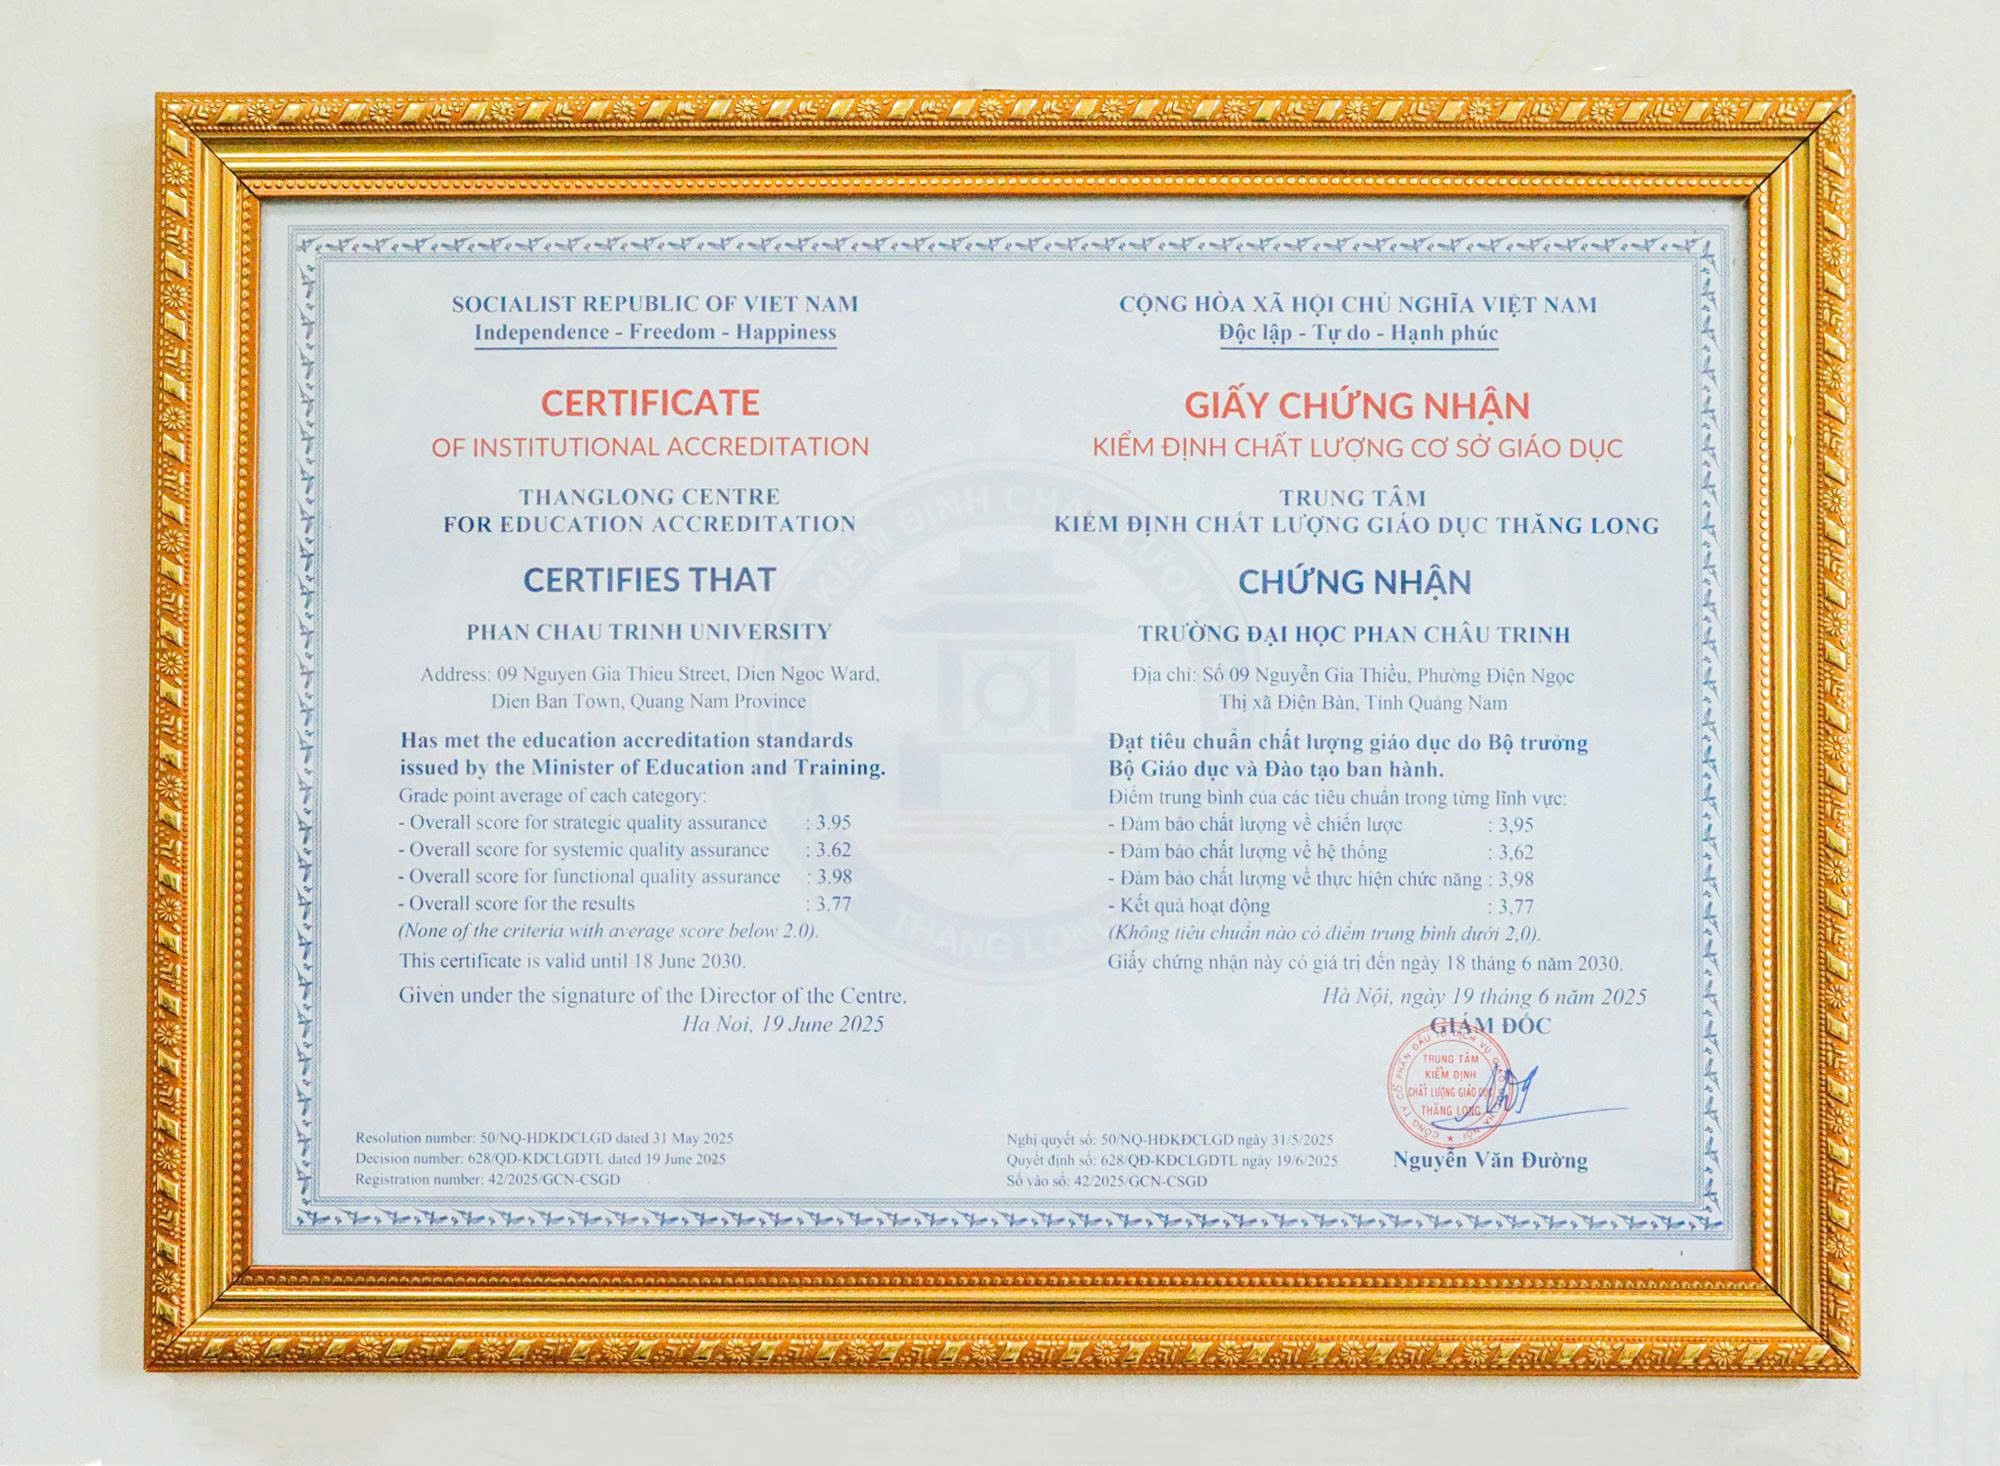 SOCIALIST REPUBLIC OF VIET NAM
Independence - Freedom - Happiness
CERTIFICATE
OF INSTITUTIONAL ACCREDITATION
THANGLONG CENTRE
FOR EDUCATION ACCREDITATION
CERTIFIES THAT
PHAN CHAU TRINH UNIVERSITY
Address: 09 Nguyen Gia Thieu Street, Dien Ngoc Ward,
Dien Ban Town, Quang Nam Province
Has met the education accreditation standards
issued by the Minister of Education and Training.
Grade point average of each category:
- Overall score for strategic quality assurance : 3.95
- Overall score for systemic quality assurance : 3.62
- Overall score for functional quality assurance : 3.98
- Overall score for the results : 3.77
(None of the criteria with average score below 2.0).
This certificate is valid until 18 June 2030.
Given under the signature of the Director of the Centre.
Ha Noi, 19 June 2025
Resolution number: 50/NQ-HDKDCLGD dated 31 May 2025
Decision number: 628/QD-KDCLGDTL dated 19 June 2025
Registration number: 42/2025/GCN-CSGD
CỘNG HÒA XÃ HỘI CHỦ NGHĨA VIỆT NAM
Độc lập - Tự do - Hạnh phúc
GIẤY CHỨNG NHẬN
KIỂM ĐỊNH CHẤT LƯỢNG CƠ SỞ GIÁO DỤC
TRUNG TÂM
KIỂM ĐỊNH CHẤT LƯỢNG GIÁO DỤC THĂNG LONG
CHỨNG NHẬN
TRƯỜNG ĐẠI HỌC PHAN CHÂU TRINH
Địa chỉ: Số 09 Nguyễn Gia Thiều, Phường Điện Ngọc
Thị xã Điện Bàn, Tỉnh Quảng Nam
Đạt tiêu chuẩn chất lượng giáo dục do Bộ trưởng
Bộ Giáo dục và Đào tạo ban hành.
Điểm trung bình của các tiêu chuẩn trong từng lĩnh vực:
- Đảm bảo chất lượng về chiến lược : 3,95
- Đảm bảo chất lượng về hệ thống : 3,62
- Đảm bảo chất lượng về thực hiện chức năng : 3,98
- Kết quả hoạt động : 3,77
(Không tiêu chuẩn nào có điểm trung bình dưới 2,0).
Giấy chứng nhận này có giá trị đến ngày 18 tháng 6 năm 2030.
Hà Nội, ngày 19 tháng 6 năm 2025
GIÁM ĐỐC
TRUNG TÂM
KIỂM ĐỊNH
CHẤT LƯỢNG GIÁO DỤC
THĂNG LONG
Nguyễn Văn Đường
Nghị quyết số: 50/NQ-HĐKĐCLGD ngày 31/5/2025
Quyết định số: 628/QĐ-KĐCLGDTL ngày 19/6/2025
Số vào sổ: 42/2025/GCN-CSGD